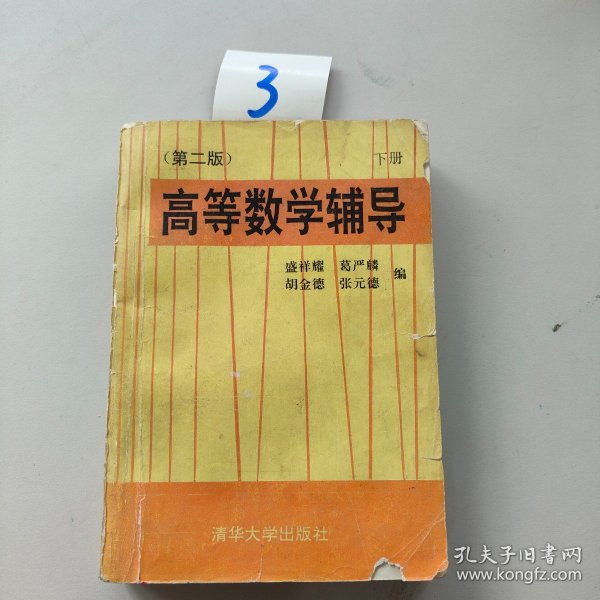 3
（第二版） 下册
高等数学辅导
盛祥耀 葛严麟
胡金德 张元德 编
清华大学出版社
孔夫子旧书网
www.kongfz.com